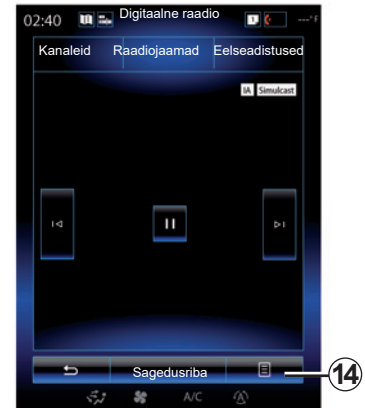 02:40 Digitaalne raadio ---°F
Kanaleid Raadiojaamad Eelseadistused
IA Simulcast
Sagedusriba
14
A/C